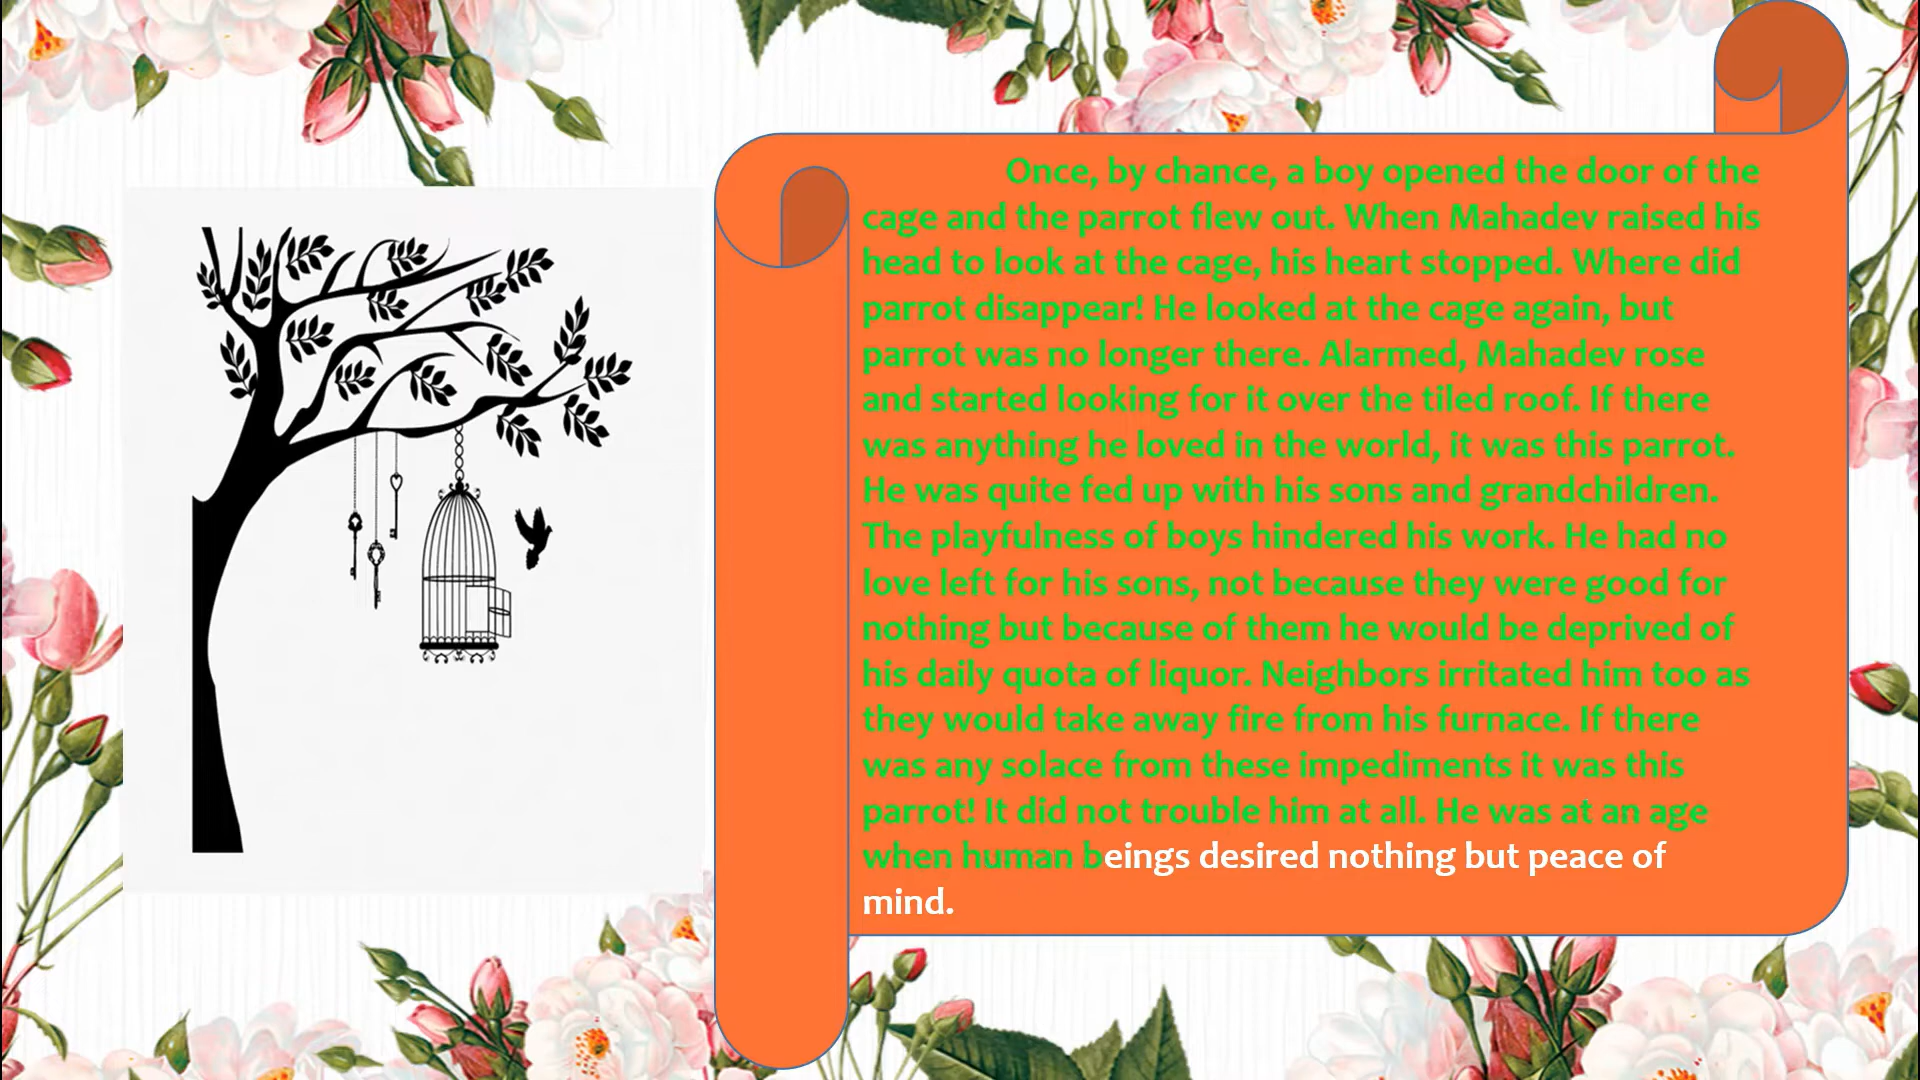 Once, by chance, a boy opened the door of the
cage and the parrot flew out. When Mahadev raised his
head to look at the cage, his heart stopped. Where did
parrot disappear! He looked at the cage again, but
parrot was no longer there. Alarmed, Mahadev rose
and started looking for it over the tiled roof. If there
was anything he loved in the world, it was this parrot.
He was quite fed up with his sons and grandchildren.
The playfulness of boys hindered his work. He had no
love left for his sons, not because they were good for
nothing but because of them he would be deprived of
his daily quota of liquor. Neighbors irritated him too as
they would take away fire from his furnace. If there
was any solace from these impediments it was this
parrot! It did not trouble him at all. He was at an age
when human beings desired nothing but peace of
mind.